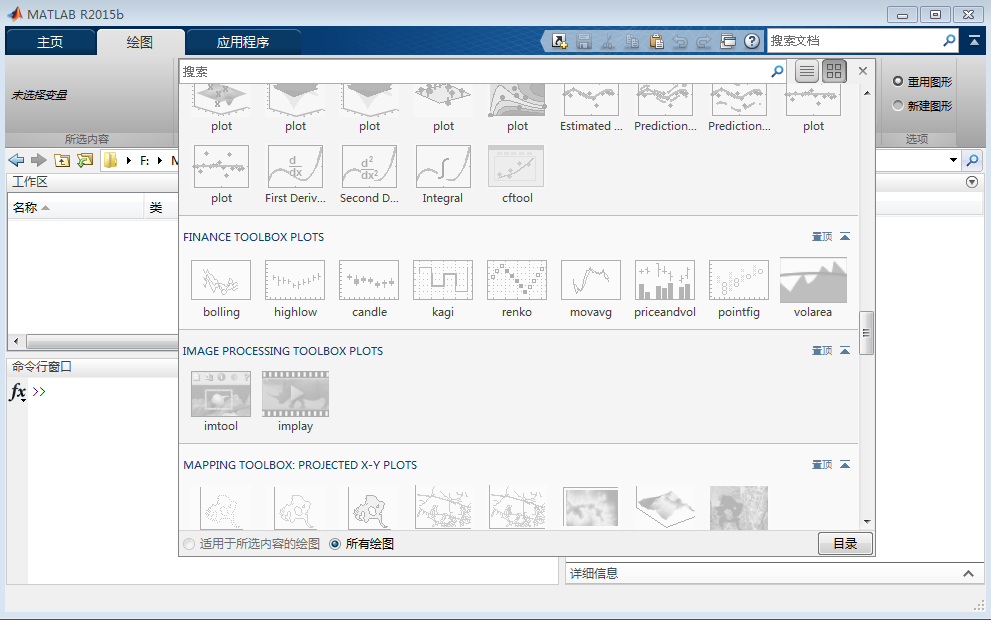 MATLAB R2015b
主页
绘图
应用程序
搜索文档
未选择变量
所选内容
搜索
重用图形
新建图形
选项
plot
plot
plot
plot
plot
Estimated ...
Prediction...
Prediction...
plot
F:
工作区
名称
类
plot
First Deriv...
Second D...
Integral
cftool
FINANCE TOOLBOX PLOTS
置顶
bolling
highlow
candle
kagi
renko
movavg
priceandvol
pointfig
volarea
IMAGE PROCESSING TOOLBOX PLOTS
置顶
imtool
implay
命令行窗口
fx >>
MAPPING TOOLBOX: PROJECTED X-Y PLOTS
置顶
适用于所选内容的绘图
所有绘图
目录
详细信息